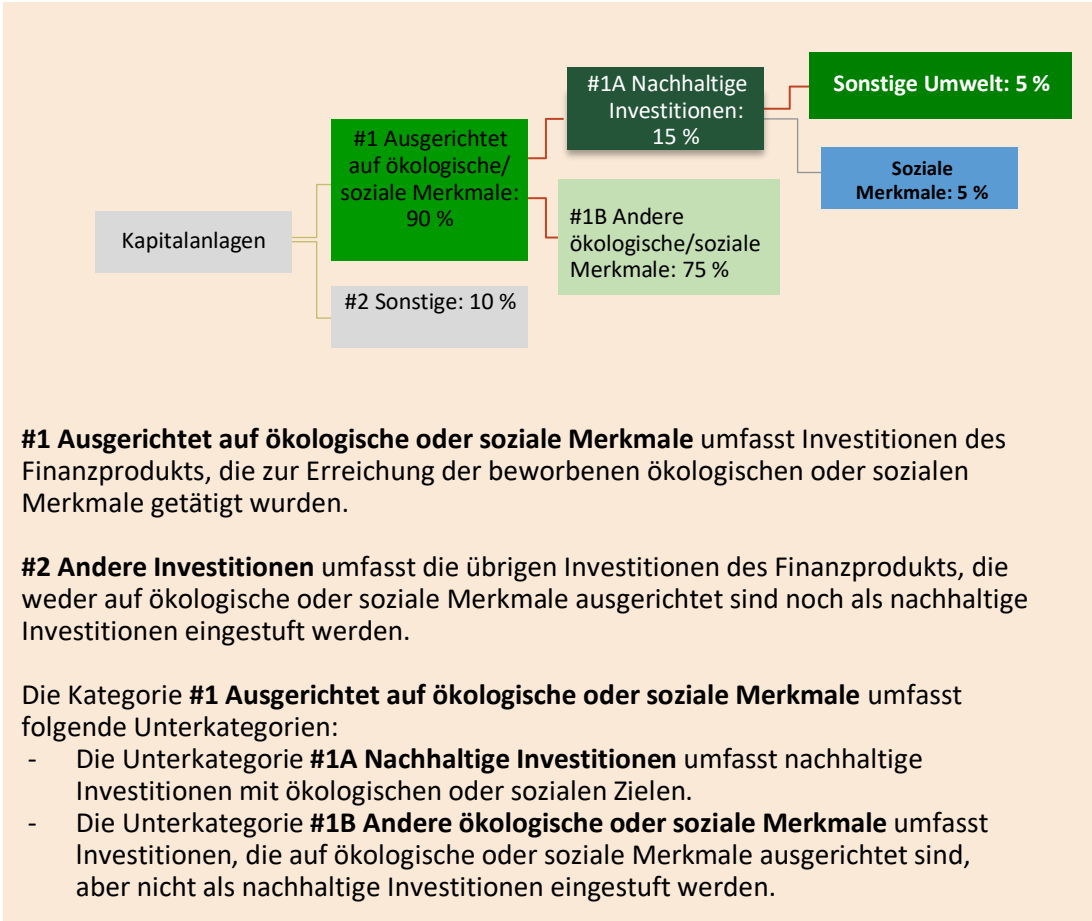 Kapitalanlagen
#1 Ausgerichtet
auf ökologische/
soziale Merkmale:
90 %
#2 Sonstige: 10 %
#1A Nachhaltige
Investitionen:
15 %
#1B Andere
ökologische/soziale
Merkmale: 75 %
Sonstige Umwelt: 5 %
Soziale
Merkmale: 5 %
#1 Ausgerichtet auf ökologische oder soziale Merkmale umfasst Investitionen des
Finanzprodukts, die zur Erreichung der beworbenen ökologischen oder sozialen
Merkmale getätigt wurden.
#2 Andere Investitionen umfasst die übrigen Investitionen des Finanzprodukts, die
weder auf ökologische oder soziale Merkmale ausgerichtet sind noch als nachhaltige
Investitionen eingestuft werden.
Die Kategorie #1 Ausgerichtet auf ökologische oder soziale Merkmale umfasst
folgende Unterkategorien:
- Die Unterkategorie #1A Nachhaltige Investitionen umfasst nachhaltige
Investitionen mit ökologischen oder sozialen Zielen.
- Die Unterkategorie #1B Andere ökologische oder soziale Merkmale umfasst
Investitionen, die auf ökologische oder soziale Merkmale ausgerichtet sind,
aber nicht als nachhaltige Investitionen eingestuft werden.